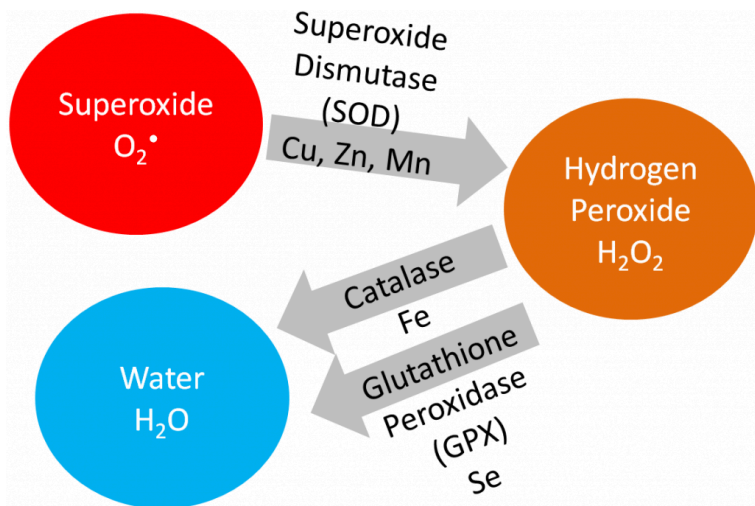 Superoxide
O₂•
Superoxide
Dismutase
(SOD)
Cu, Zn, Mn
Hydrogen
Peroxide
H₂O₂
Catalase
Fe
Glutathione
Peroxidase
(GPX)
Se
Water
H₂O